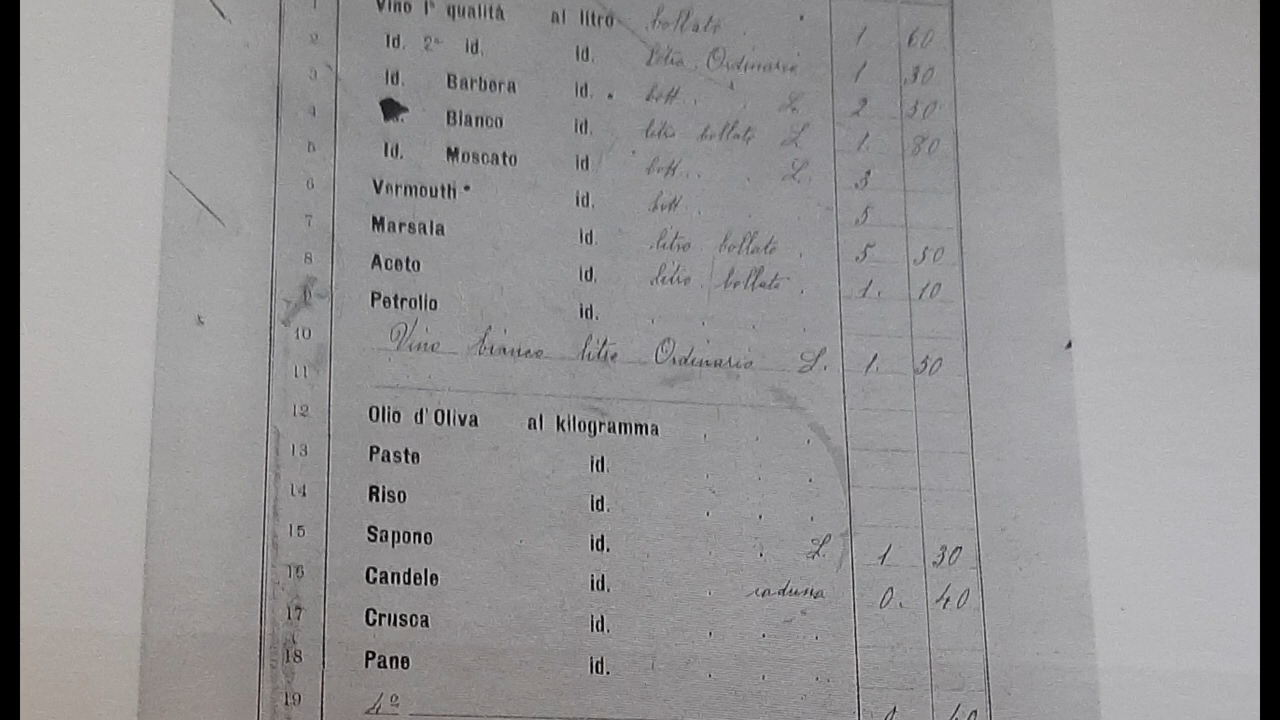 1 Vino 1ª qualità al litro bollato 1 60
2 Id. 2ª id. id. litro Ordinario 1 30
3 Id. Barbera id. bott. L. 2 50
4 Bianco id. litro bollato L. 1. 80
5 Id. Moscato id bott. L. 3
6 Vermouth id. bott. 5
7 Marsala id. litro bollato 5 50
8 Aceto id. litro bollato 1. 10
9 Petrolio id.
10 Vino bianco litro Ordinario L. 1. 50
11
12 Olio d'Oliva al kilogramma
13 Paste id.
14 Riso id.
15 Sapone id. L. 1 30
16 Candele id. caduna 0. 40
17 Crusca id.
18 Pane id.
19